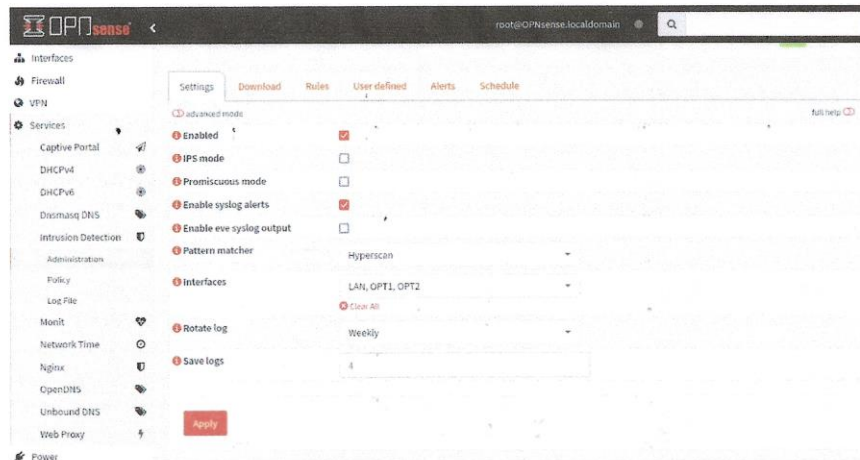 OPNsense
root@OPNsense.localdomain
Interfaces
Firewall
VPN
Services
Captive Portal
DHCPv4
DHCPv6
Dnsmasq DNS
Intrusion Detection
Administration
Policy
Log File
Monit
Network Time
Nginx
OpenDNS
Unbound DNS
Web Proxy
Power
Settings Download Rules User defined Alerts Schedule
advanced mode full help
Enabled
IPS mode
Promiscuous mode
Enable syslog alerts
Enable eve syslog output
Pattern matcher Hyperscan
Interfaces LAN, OPT1, OPT2
Clear All
Rotate log Weekly
Save logs 4
Apply